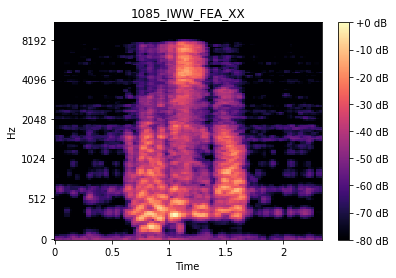 1085_IWW_FEA_XX
+0 dB
8192
-10 dB
-20 dB
4096
-30 dB
2048
-40 dB
Hz
-50 dB
1024
-60 dB
512
-70 dB
0
-80 dB
0 0.5 1 1.5 2
Time